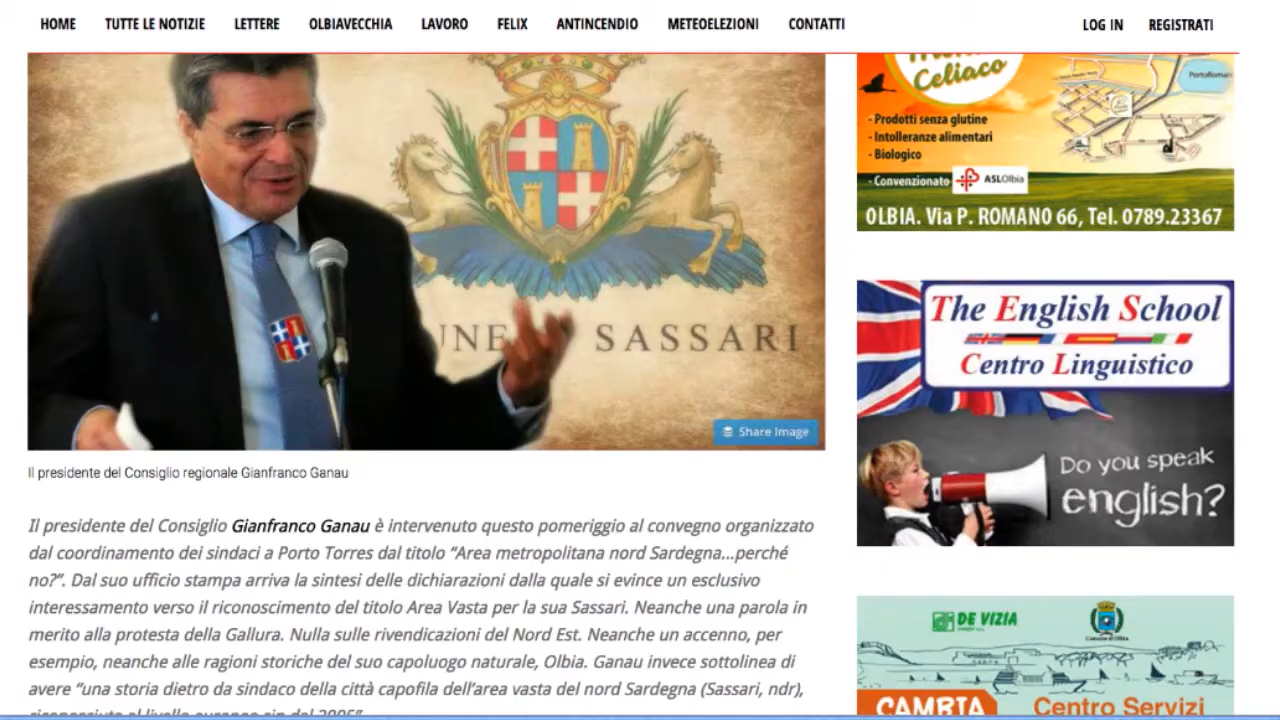 HOME TUTTE LE NOTIZIE LETTERE OLBIAVECCHIA LAVORO FELIX ANTINCENDIO METEOELEZIONI CONTATTI LOG IN REGISTRATI
SASSARI
Share Image
Il presidente del Consiglio regionale Gianfranco Ganau
Il presidente del Consiglio Gianfranco Ganau è intervenuto questo pomeriggio al convegno organizzato
dal coordinamento dei sindaci a Porto Torres dal titolo “Area metropolitana nord Sardegna...perché
no?”. Dal suo ufficio stampa arriva la sintesi delle dichiarazioni dalla quale si evince un esclusivo
interessamento verso il riconoscimento del titolo Area Vasta per la sua Sassari. Neanche una parola in
merito alla protesta della Gallura. Nulla sulle rivendicazioni del Nord Est. Neanche un accenno, per
esempio, neanche alle ragioni storiche del suo capoluogo naturale, Olbia. Ganau invece sottolinea di
avere “una storia dietro da sindaco della città capofila dell’area vasta del nord Sardegna (Sassari, ndr),
Celiaco
- Prodotti senza glutine
- Intolleranze alimentari
- Biologico
- Convenzionato ASLOlbia
OLBIA. Via P. ROMANO 66, Tel. 0789.23367
The English School
Centro Linguistico
Do you speak
english?
DE VIZIA
Comune di Olbia
CAMBIA Centro Servizi